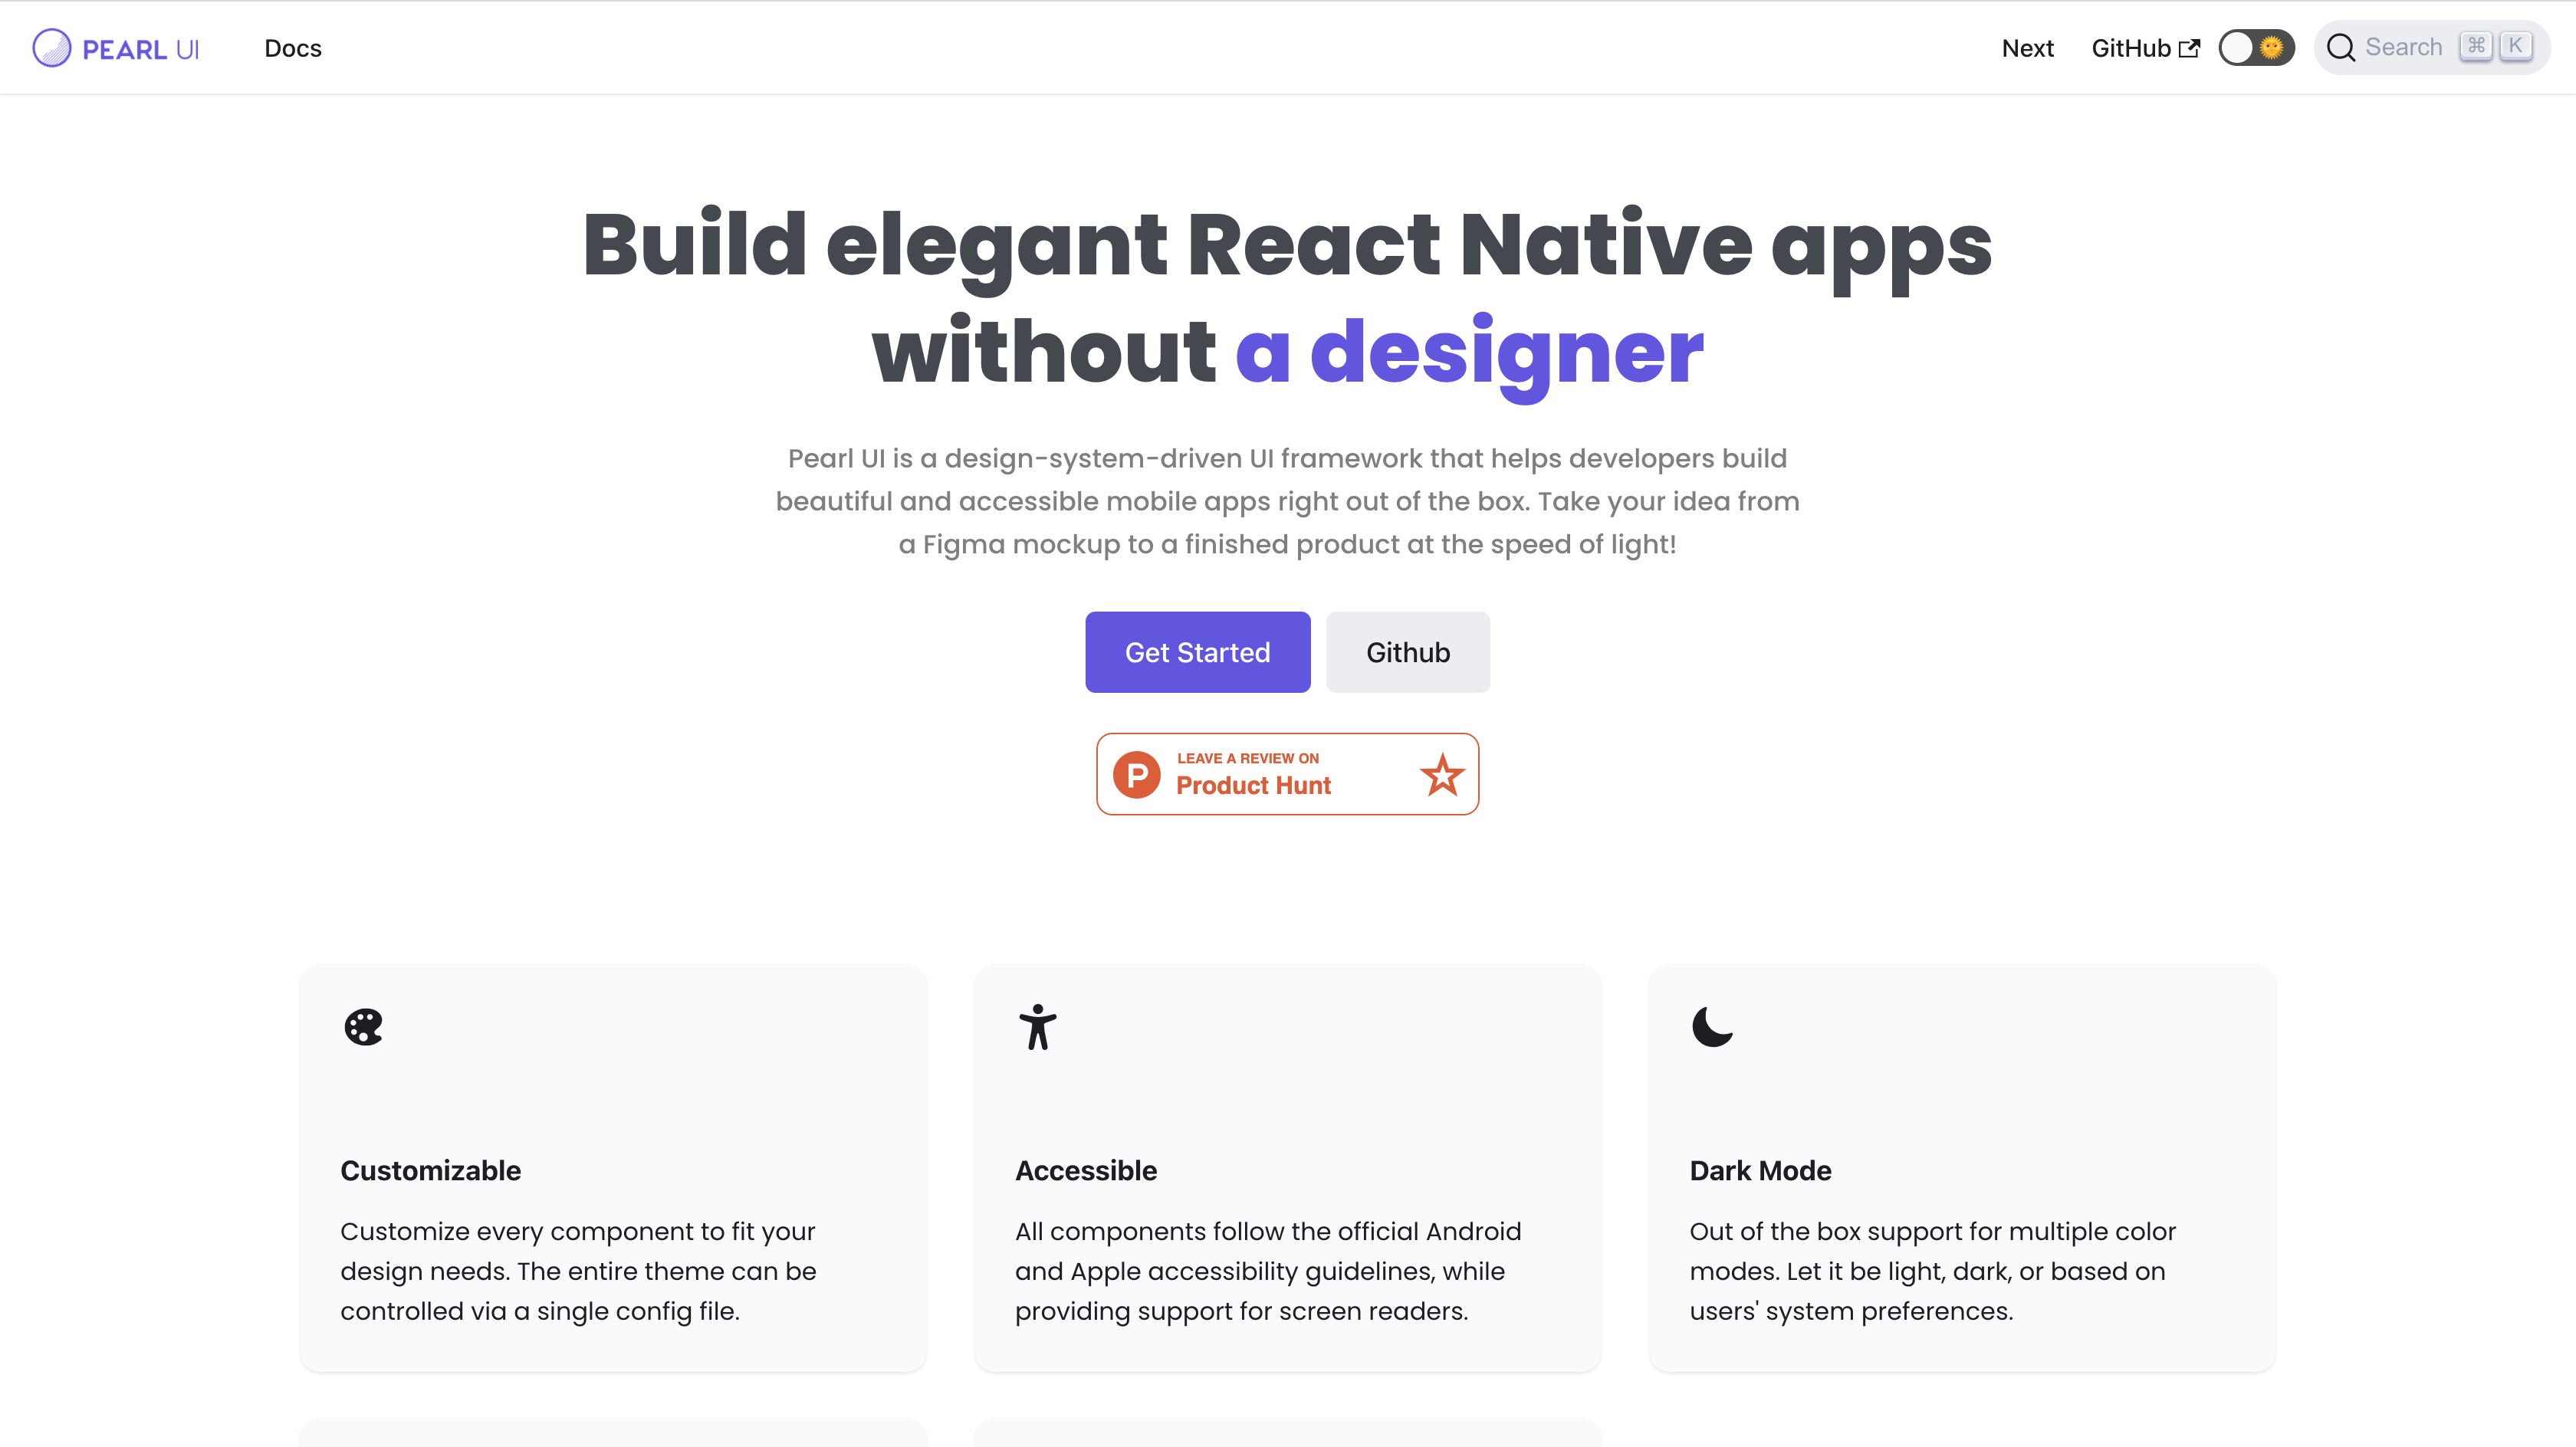 PEARL UI
Docs
Next
GitHub
Search
⌘ K
Build elegant React Native apps
without a designer
Pearl UI is a design-system-driven UI framework that helps developers build
beautiful and accessible mobile apps right out of the box. Take your idea from
a Figma mockup to a finished product at the speed of light!
Get Started
Github
P
LEAVE A REVIEW ON
Product Hunt
Customizable
Customize every component to fit your
design needs. The entire theme can be
controlled via a single config file.
Accessible
All components follow the official Android
and Apple accessibility guidelines, while
providing support for screen readers.
Dark Mode
Out of the box support for multiple color
modes. Let it be light, dark, or based on
users' system preferences.